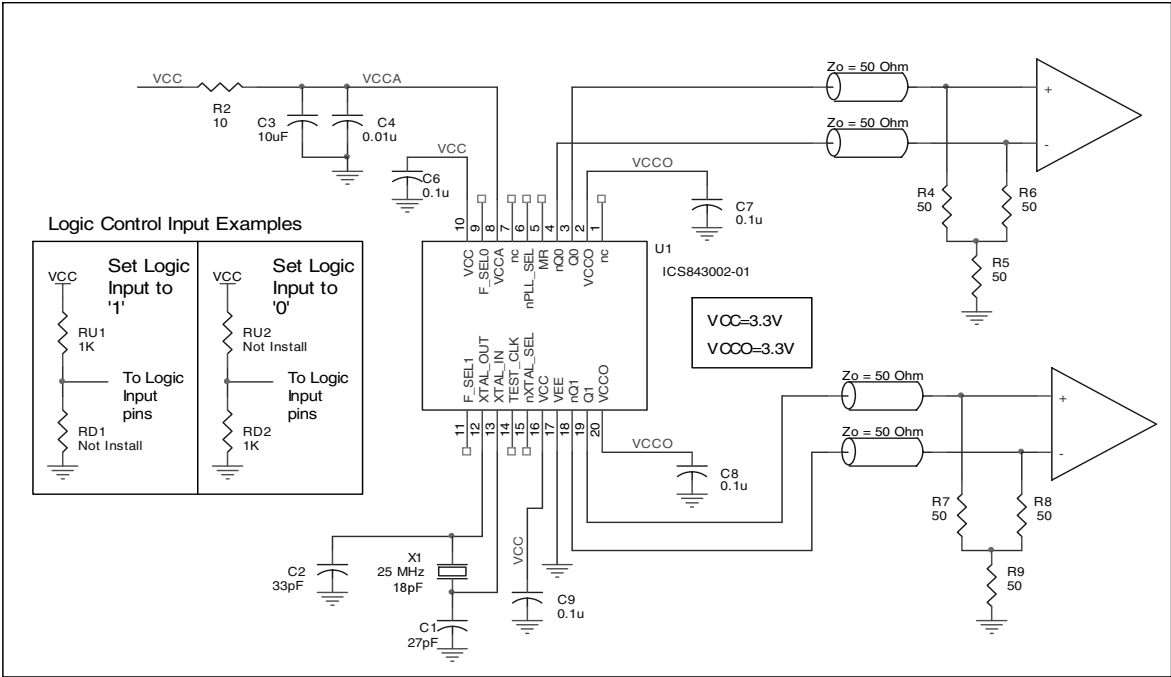 VCC
R2
10
VCCA
C3
10uF
C4
0.01u
VCC
C6
0.1u
VCCO
C7
0.1u
Zo = 50 Ohm
Zo = 50 Ohm
+
-
R4
50
R6
50
R5
50
Logic Control Input Examples
VCC
Set Logic
Input to
'1'
RU1
1K
To Logic
Input
pins
RD1
Not Install
VCC
Set Logic
Input to
'0'
RU2
Not Install
To Logic
Input
pins
RD2
1K
10
9
8
7
6
5
4
3
2
1
VCC
F_SEL0
VCCA
nc
nPLL_SEL
MR
nQ0
Q0
VCCO
nc
U1
ICS843002-01
F_SEL1
XTAL_OUT
XTAL_IN
TEST_CLK
nXTAL_SEL
VCC
VEE
nQ1
Q1
VCCO
11
12
13
14
15
16
17
18
19
20
VCC=3.3V
VCCO=3.3V
VCCO
C8
0.1u
Zo = 50 Ohm
Zo = 50 Ohm
+
-
R7
50
R8
50
R9
50
C2
33pF
X1
25 MHz
18pF
C1
27pF
VCC
C9
0.1u